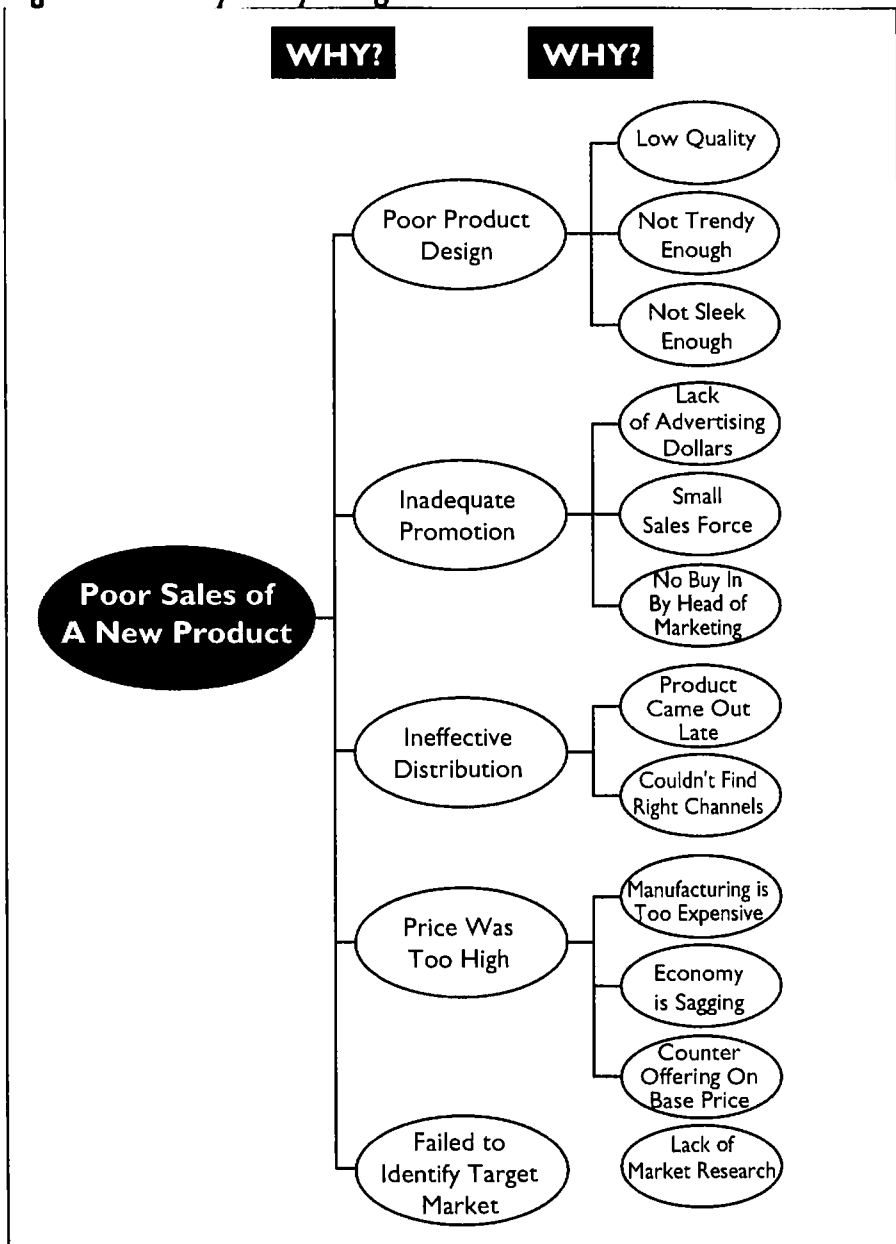 WHY?
WHY?
Poor Sales of
A New Product
Poor Product
Design
Low Quality
Not Trendy
Enough
Not Sleek
Enough
Inadequate
Promotion
Lack
of Advertising
Dollars
Small
Sales Force
No Buy In
By Head of
Marketing
Ineffective
Distribution
Product
Came Out
Late
Couldn't Find
Right Channels
Price Was
Too High
Manufacturing is
Too Expensive
Economy
is Sagging
Counter
Offering On
Base Price
Failed to
Identify Target
Market
Lack of
Market Research